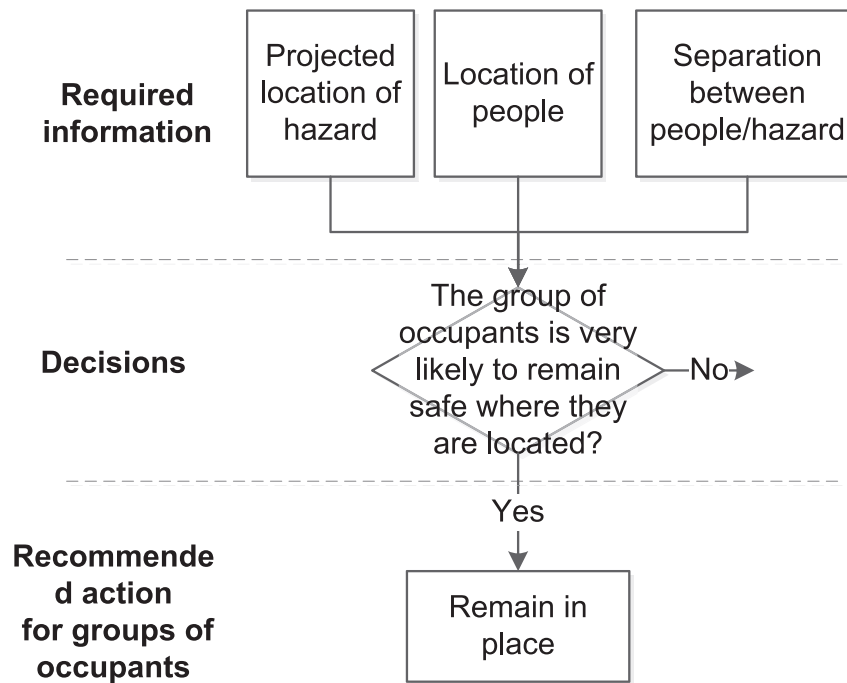 Required
information
Projected
location of
hazard
Location of
people
Separation
between
people/hazard
Decisions
The group of
occupants is very
likely to remain
safe where they
are located?
No
Yes
Recommende
d action
for groups of
occupants
Remain in
place